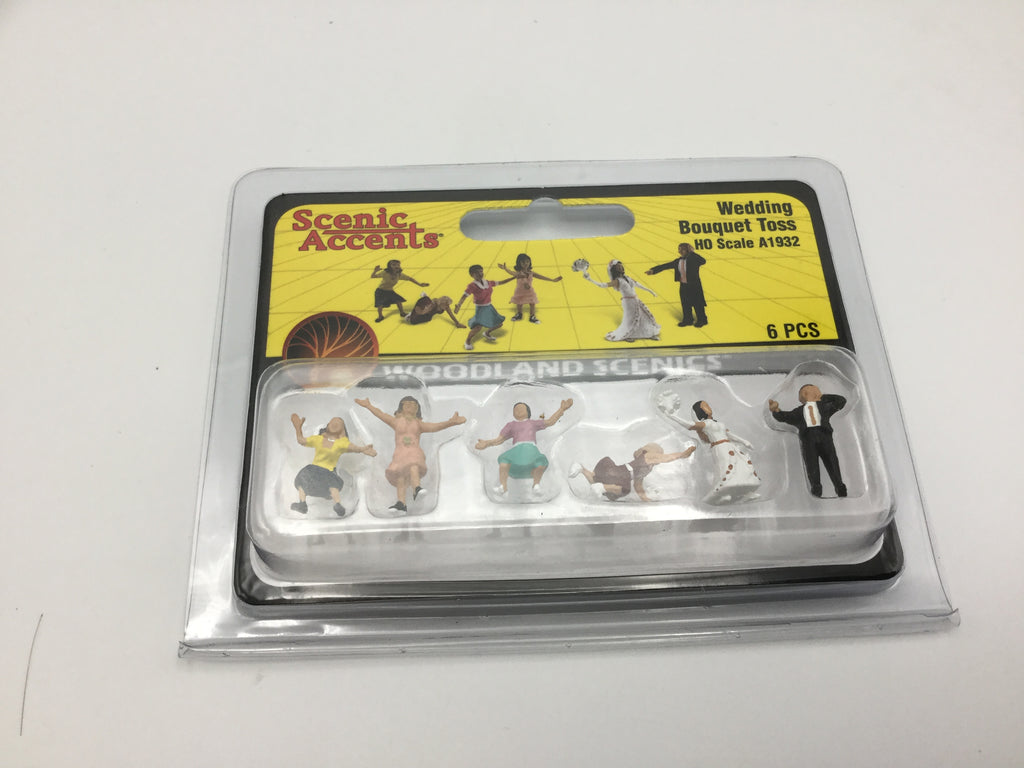 Scenic
Accents
Wedding
Bouquet Toss
HO Scale A1932
6 PCS
WOODLAND SCENICS